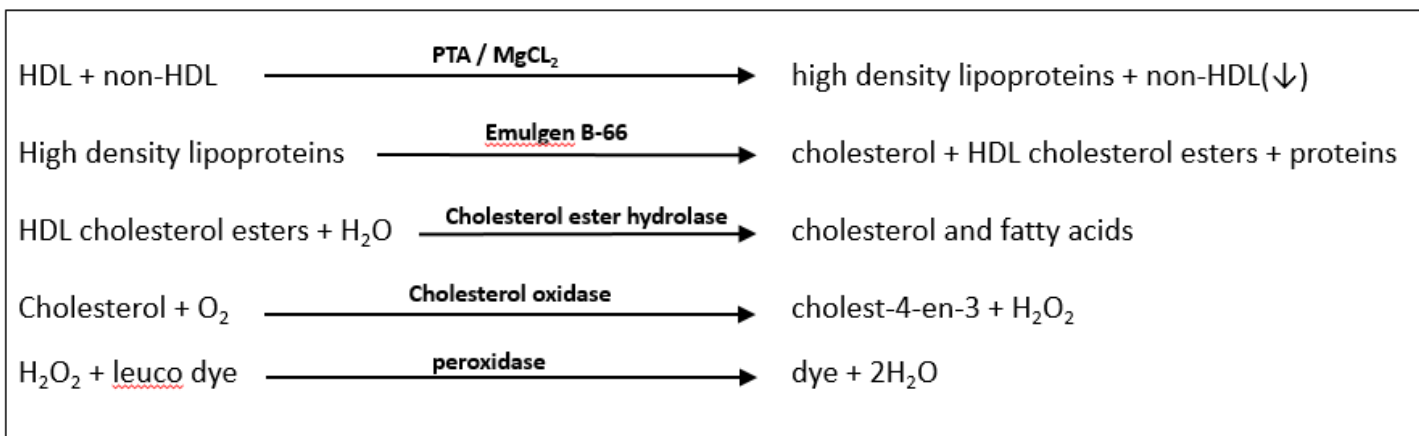 HDL + non-HDL PTA / MgCL₂ high density lipoproteins + non-HDL(↓)
High density lipoproteins Emulgen B-66 cholesterol + HDL cholesterol esters + proteins
HDL cholesterol esters + H₂O Cholesterol ester hydrolase cholesterol and fatty acids
Cholesterol + O₂ Cholesterol oxidase cholest-4-en-3 + H₂O₂
H₂O₂ + leuco dye peroxidase dye + 2H₂O